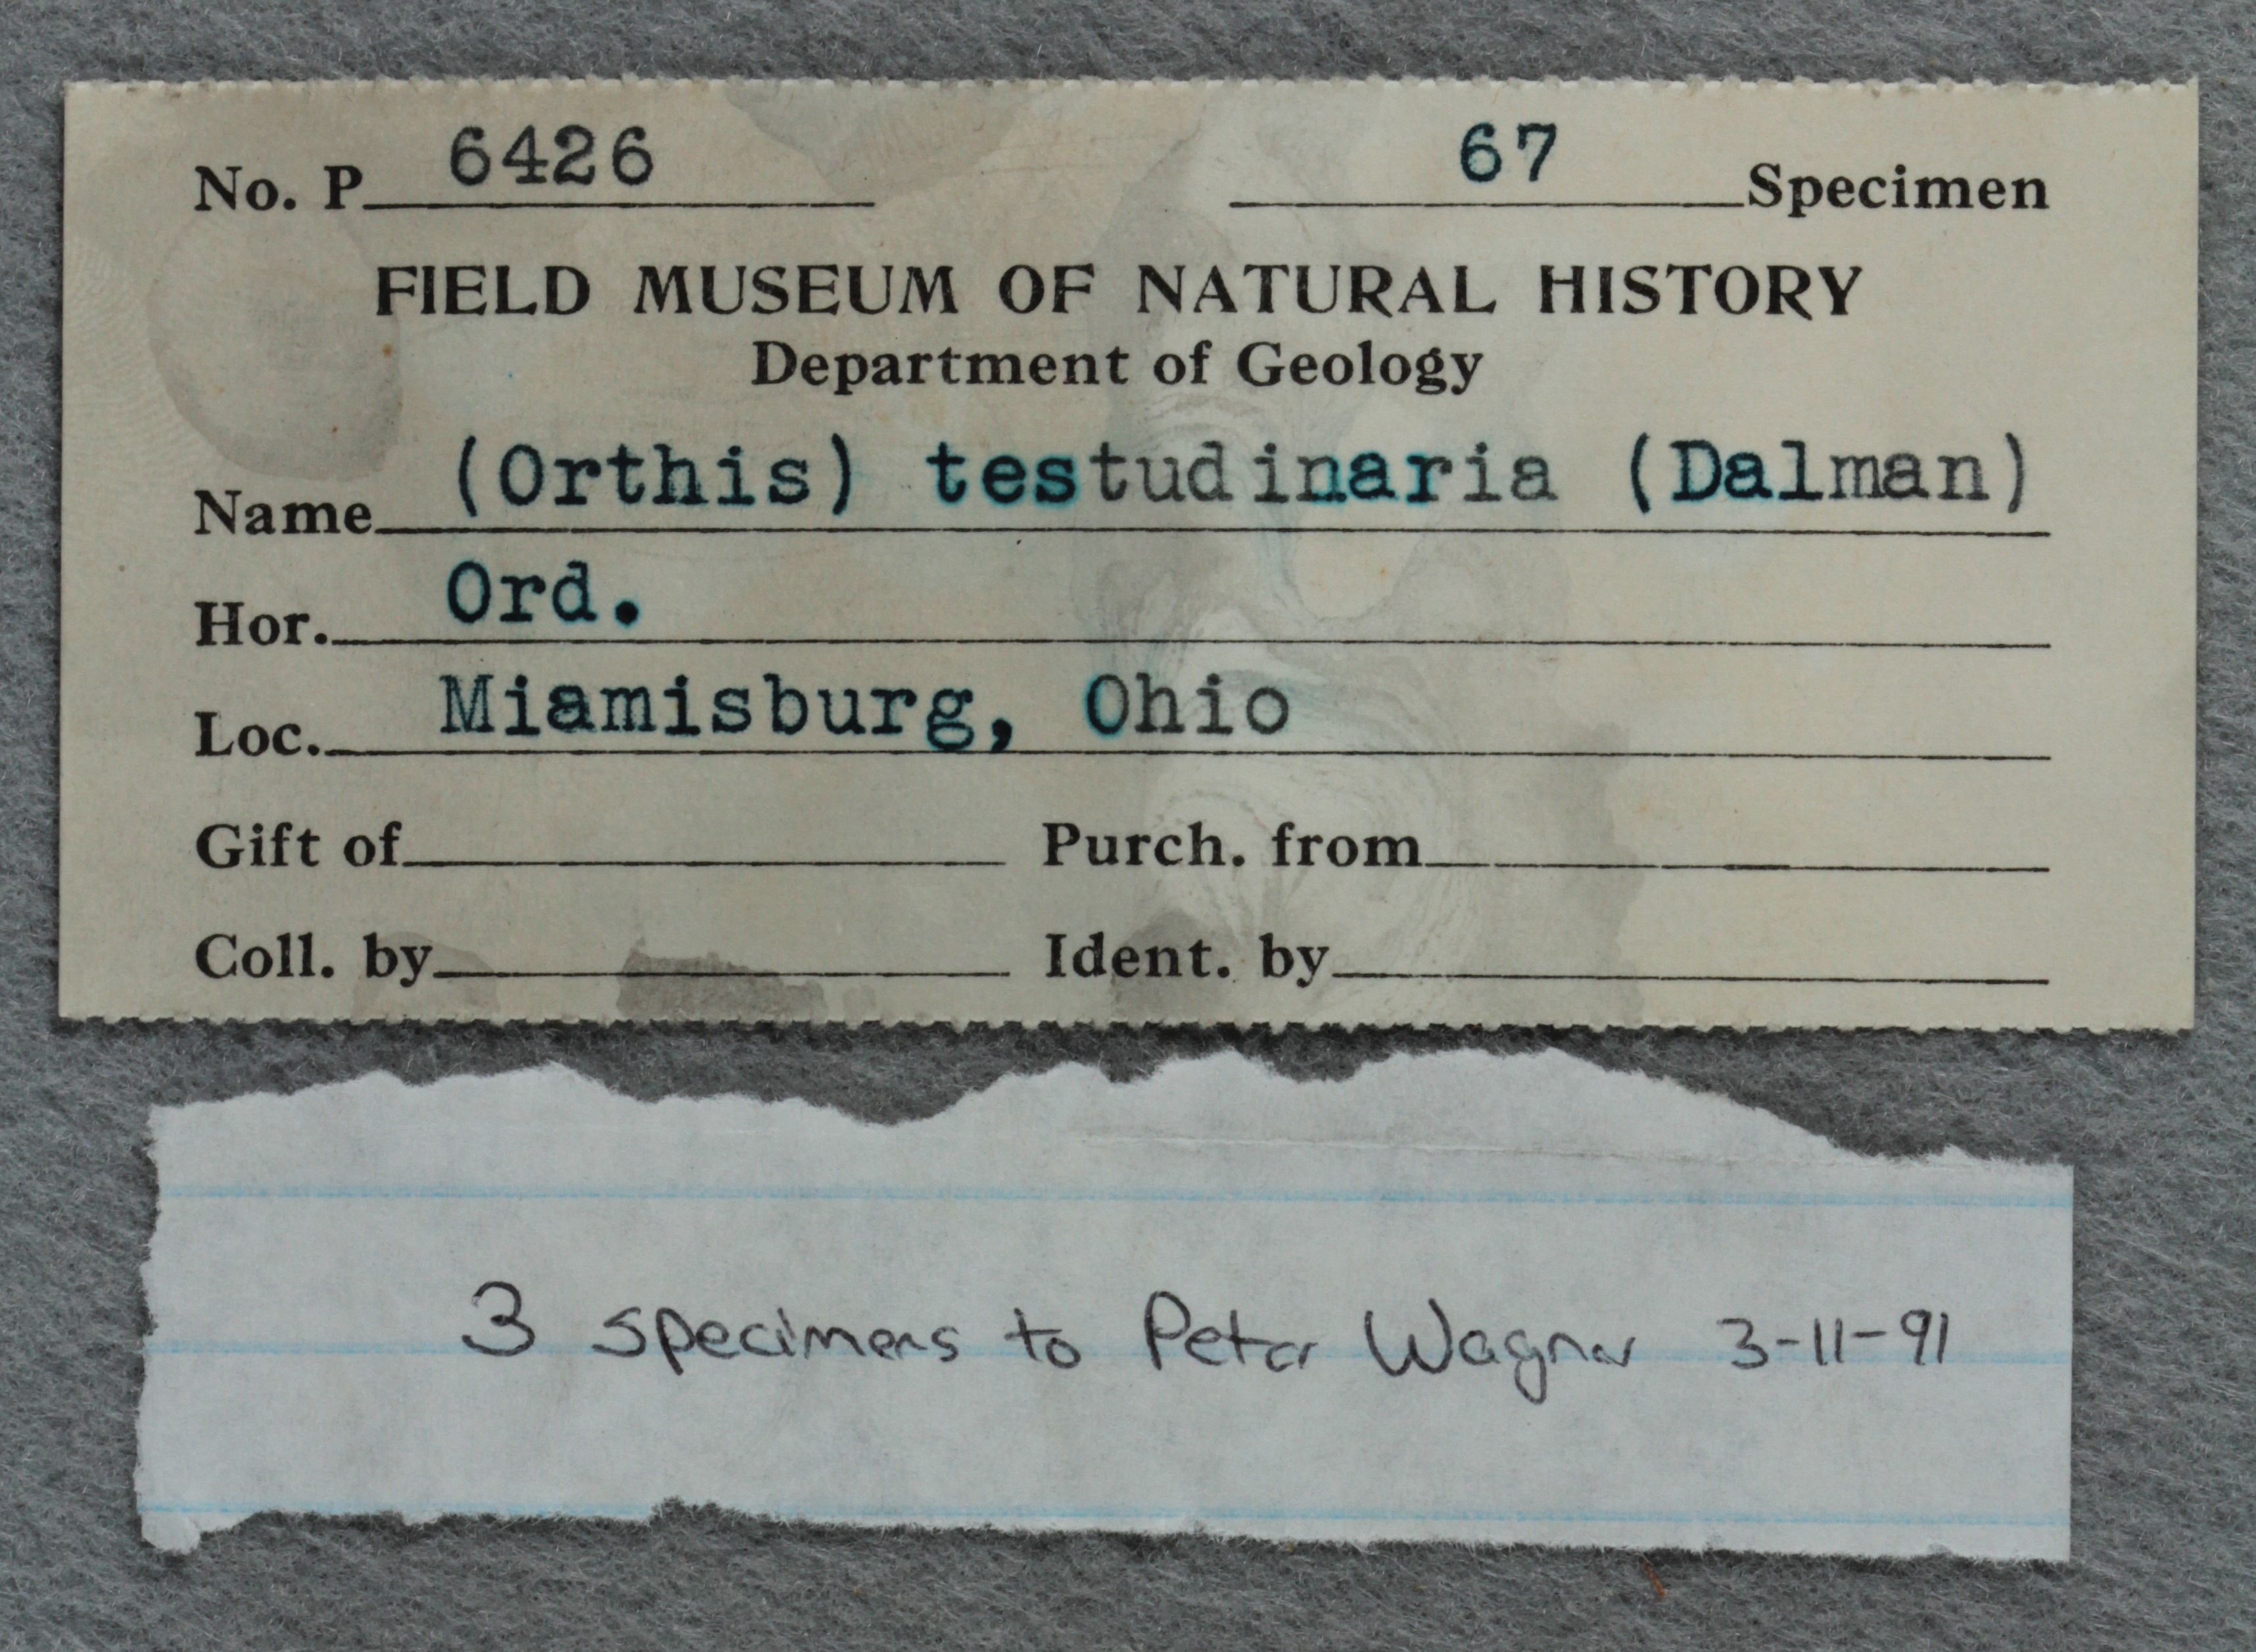 No. P 6426 67 Specimen
FIELD MUSEUM OF NATURAL HISTORY
Department of Geology
Name (Orthis) testudinaria (Dalman)
Hor. Ord.
Loc. Miamisburg, Ohio
Gift of Purch. from
Coll. by Ident. by
3 specimens to Peter Wagner 3-11-91